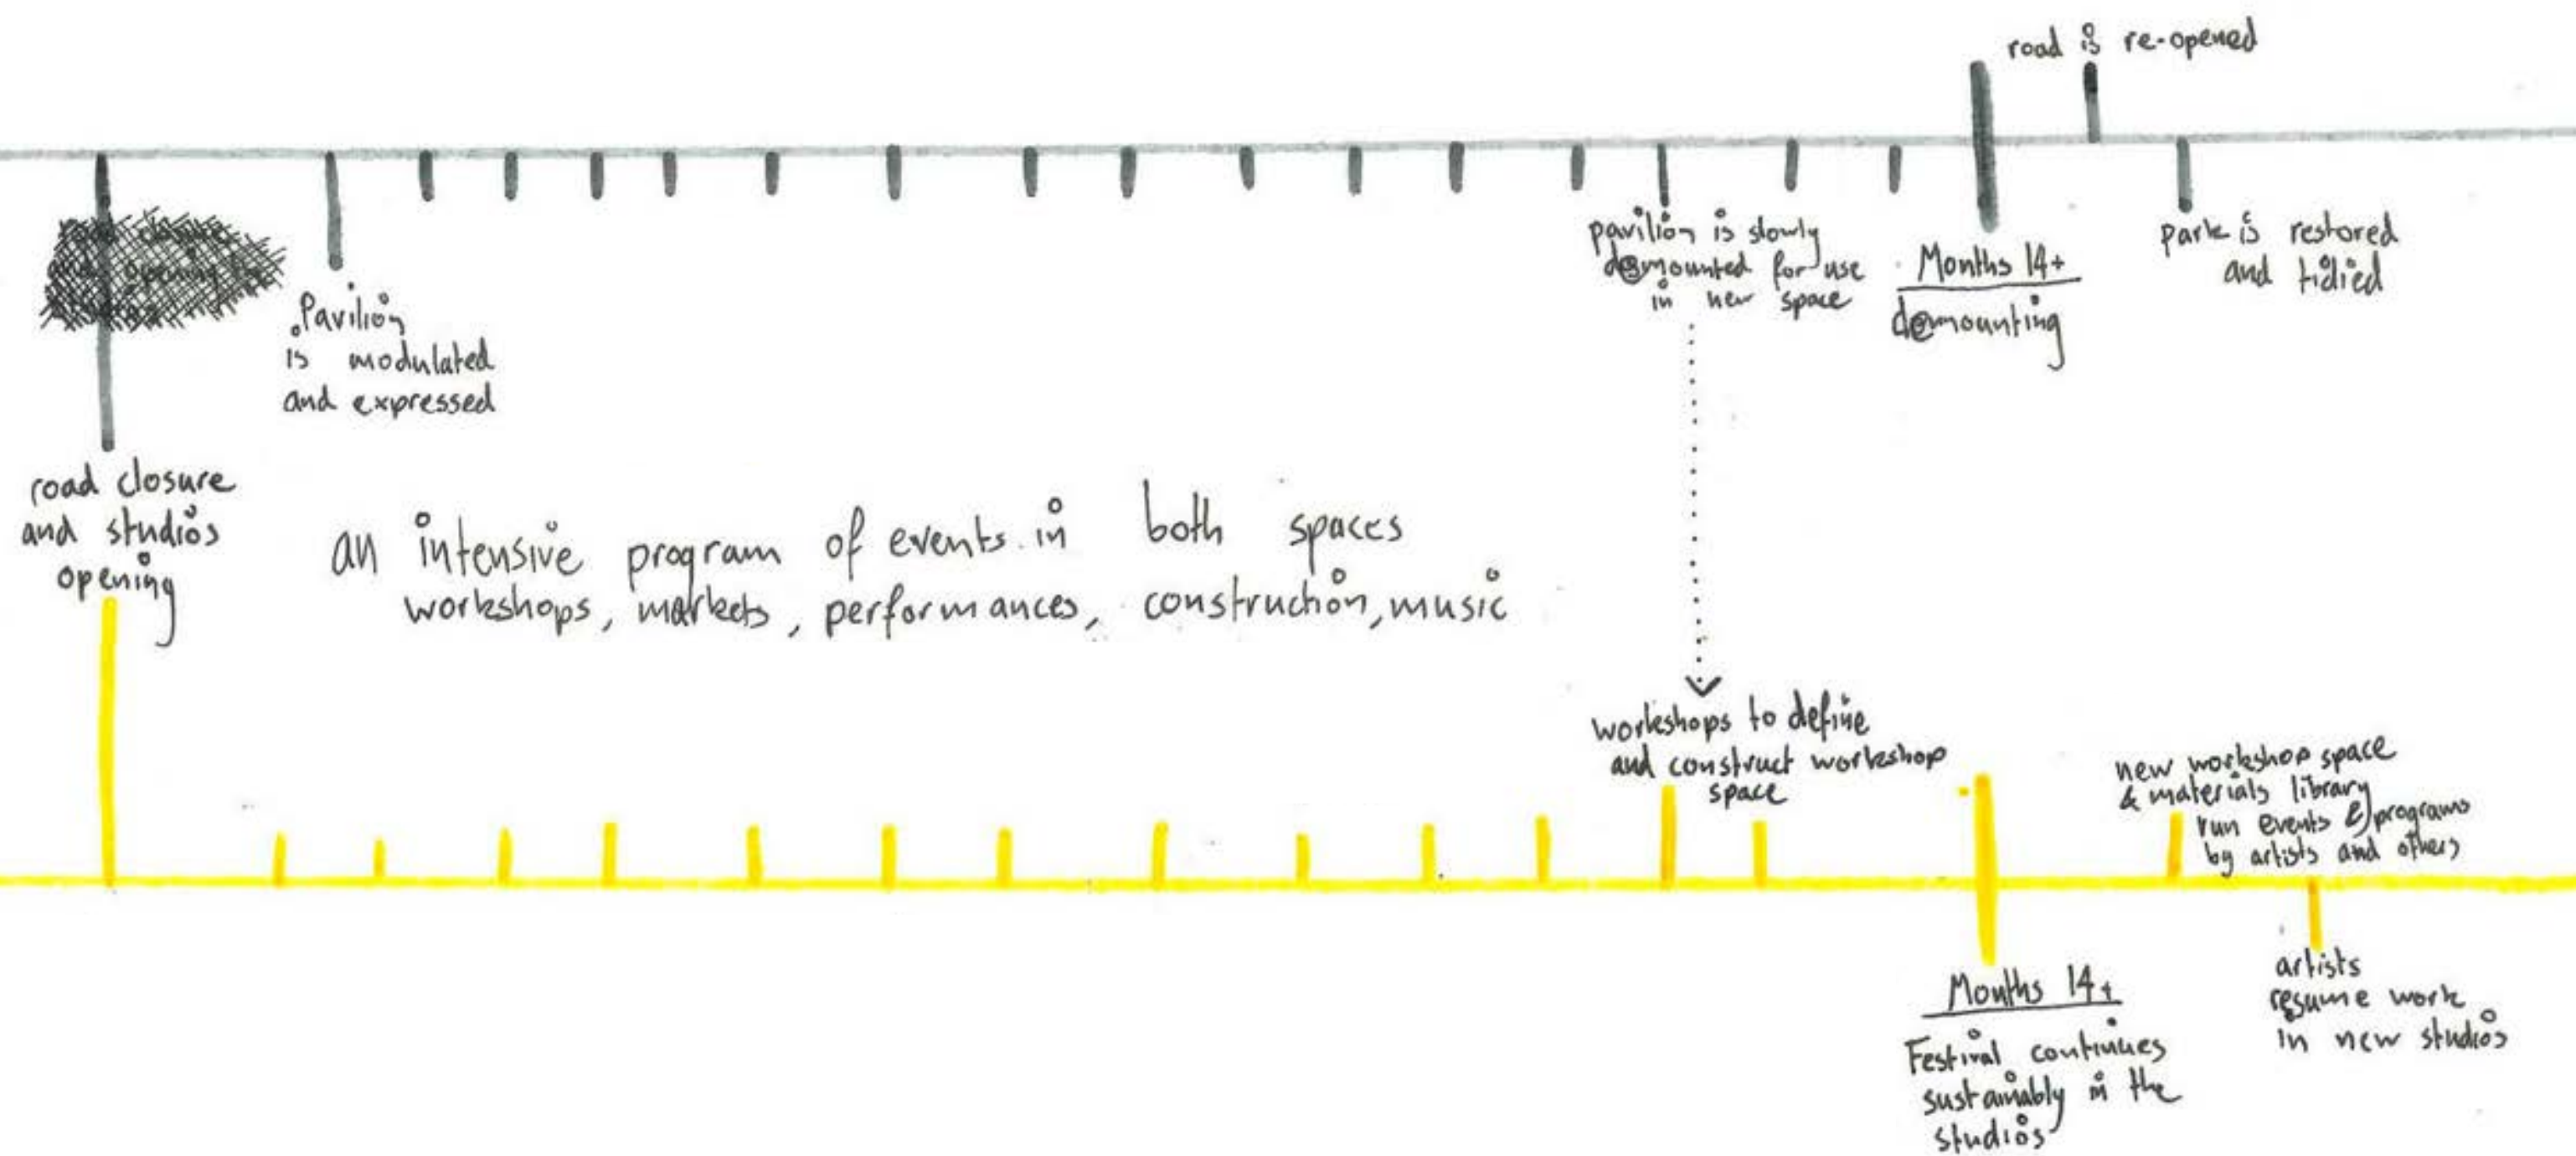 road is re-opened
pavilion is slowly
demounted for use
in new space
Months 14+
demounting
park is restored
and tidied
Pavilion
is modulated
and expressed
road closure
and studios
opening
an intensive program of events in both spaces
workshops, markets, performances, construction, music
workshops to define
and construct workshop
space
new workshop space
& materials library
run events & programs
by artists and others
Months 14+
Festival continues
sustainably in the
studios
artists
resume work
in new studios